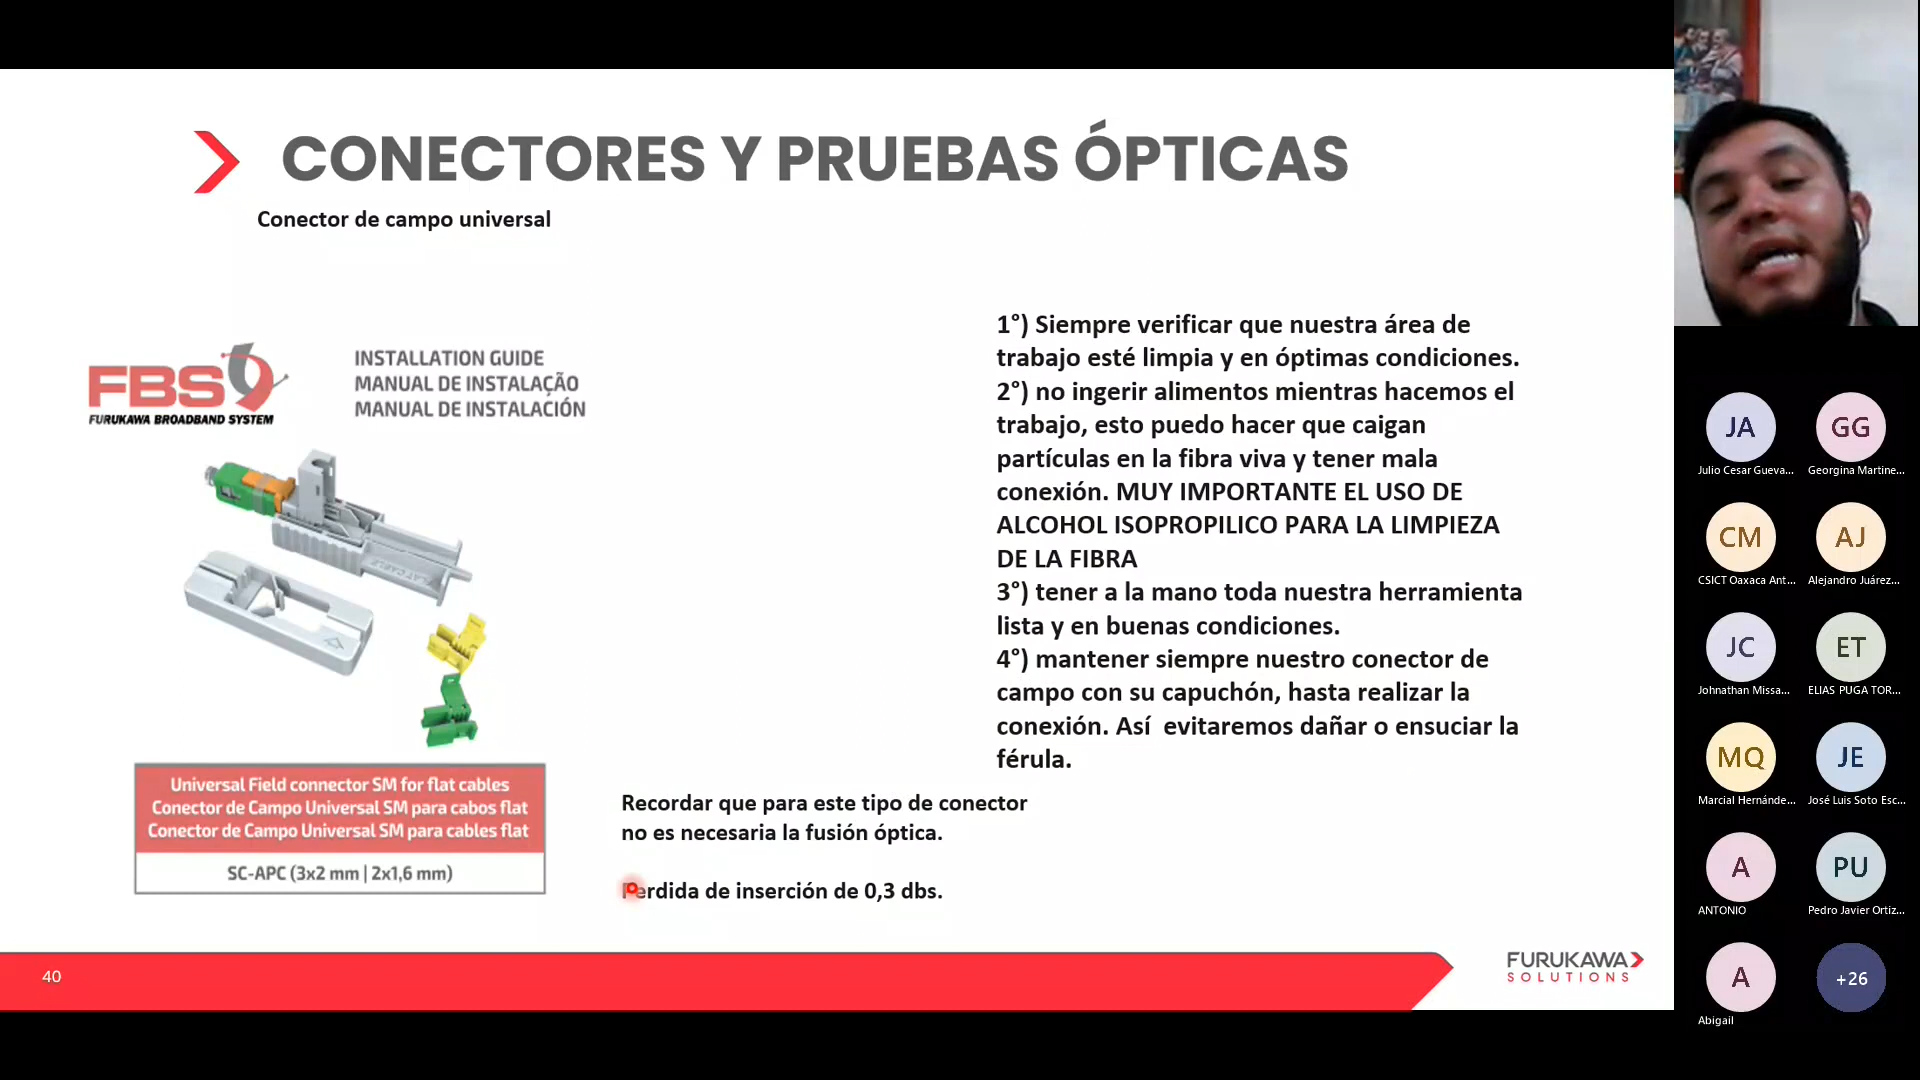 CONECTORES Y PRUEBAS ÓPTICAS
Conector de campo universal
FBS
FURUKAWA BROADBAND SYSTEM
INSTALLATION GUIDE
MANUAL DE INSTALAÇÃO
MANUAL DE INSTALACIÓN
FLAT CABLE
Universal Field connector SM for flat cables
Conector de Campo Universal SM para cabos flat
Conector de Campo Universal SM para cables flat
SC-APC (3x2 mm | 2x1,6 mm)
1°) Siempre verificar que nuestra área de
trabajo esté limpia y en óptimas condiciones.
2°) no ingerir alimentos mientras hacemos el
trabajo, esto puedo hacer que caigan
partículas en la fibra viva y tener mala
conexión. MUY IMPORTANTE EL USO DE
ALCOHOL ISOPROPILICO PARA LA LIMPIEZA
DE LA FIBRA
3°) tener a la mano toda nuestra herramienta
lista y en buenas condiciones.
4°) mantener siempre nuestro conector de
campo con su capuchón, hasta realizar la
conexión. Así  evitaremos dañar o ensuciar la
férula.
Recordar que para este tipo de conector
no es necesaria la fusión óptica.
Perdida de inserción de 0,3 dbs.
40
FURUKAWA
SOLUTIONS
JA
Julio Cesar Gueva...
GG
Georgina Martine...
CM
CSICT Oaxaca Ant...
AJ
Alejandro Juárez...
JC
Johnathan Missa...
ET
ELIAS PUGA TOR...
MQ
Marcial Hernánde...
JE
José Luis Soto Esc...
A
ANTONIO
PU
Pedro Javier Ortiz...
A
Abigail
+26